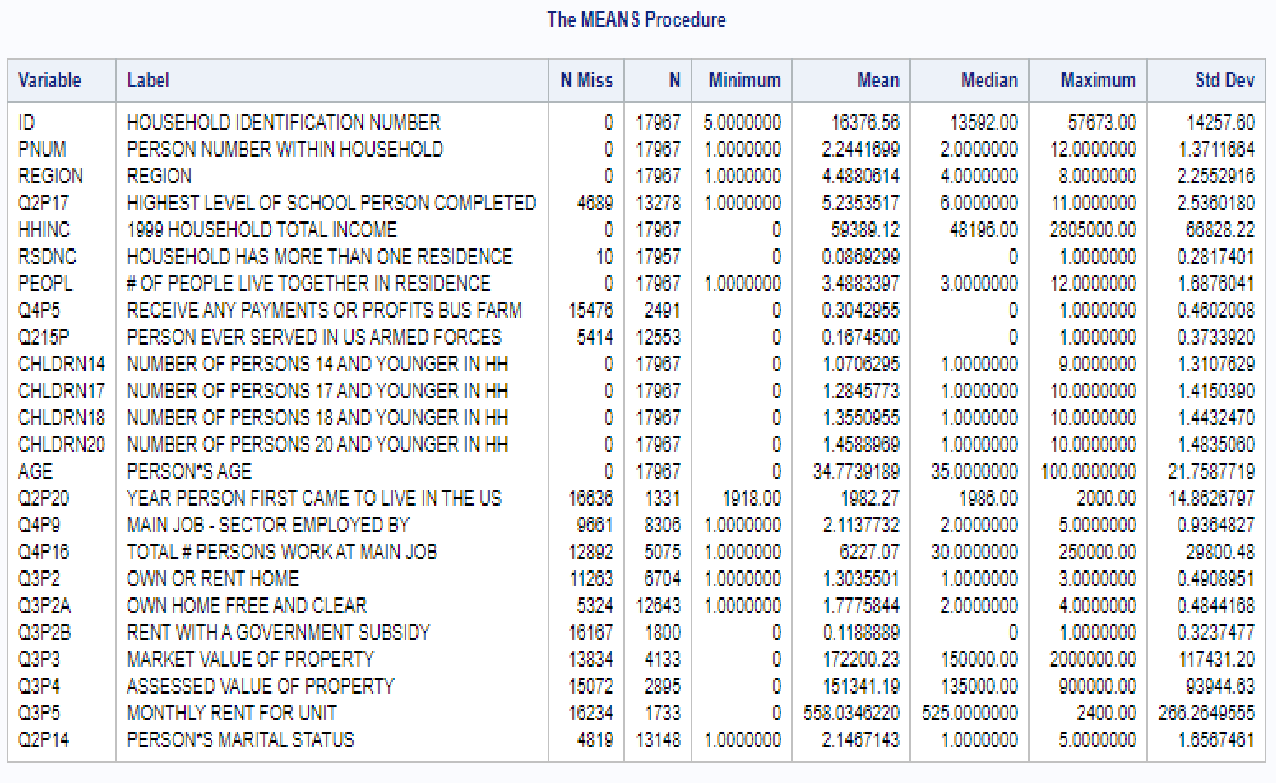 The MEANS Procedure
Variable Label N Miss N Minimum Mean Median Maximum Std Dev
ID HOUSEHOLD IDENTIFICATION NUMBER 0 17967 5.0000000 16376.56 13592.00 57673.00 14257.60
PNUM PERSON NUMBER WITHIN HOUSEHOLD 0 17967 1.0000000 2.2441699 2.0000000 12.0000000 1.3711664
REGION REGION 0 17967 1.0000000 4.4880614 4.0000000 8.0000000 2.2552916
Q2P17 HIGHEST LEVEL OF SCHOOL PERSON COMPLETED 4689 13278 1.0000000 5.2353517 6.0000000 11.0000000 2.5360180
HHINC 1999 HOUSEHOLD TOTAL INCOME 0 17967 0 59389.12 48196.00 2805000.00 66828.22
RSDNC HOUSEHOLD HAS MORE THAN ONE RESIDENCE 10 17957 0 0.0869299 0 1.0000000 0.2817401
PEOPL # OF PEOPLE LIVE TOGETHER IN RESIDENCE 0 17967 1.0000000 3.4883397 3.0000000 12.0000000 1.6876041
Q4P5 RECEIVE ANY PAYMENTS OR PROFITS BUS FARM 15476 2491 0 0.3042955 0 1.0000000 0.4602008
Q215P PERSON EVER SERVED IN US ARMED FORCES 5414 12553 0 0.1674500 0 1.0000000 0.3733920
CHLDRN14 NUMBER OF PERSONS 14 AND YOUNGER IN HH 0 17967 0 1.0706295 1.0000000 9.0000000 1.3107629
CHLDRN17 NUMBER OF PERSONS 17 AND YOUNGER IN HH 0 17967 0 1.2845773 1.0000000 10.0000000 1.4150390
CHLDRN18 NUMBER OF PERSONS 18 AND YOUNGER IN HH 0 17967 0 1.3550955 1.0000000 10.0000000 1.4432470
CHLDRN20 NUMBER OF PERSONS 20 AND YOUNGER IN HH 0 17967 0 1.4588969 1.0000000 10.0000000 1.4835060
AGE PERSON"S AGE 0 17967 0 34.7739189 35.0000000 100.0000000 21.7587719
Q2P20 YEAR PERSON FIRST CAME TO LIVE IN THE US 16636 1331 1918.00 1982.27 1986.00 2000.00 14.8626797
Q4P9 MAIN JOB - SECTOR EMPLOYED BY 9661 8306 1.0000000 2.1137732 2.0000000 5.0000000 0.9364827
Q4P16 TOTAL # PERSONS WORK AT MAIN JOB 12892 5075 1.0000000 6227.07 30.0000000 250000.00 29800.48
Q3P2 OWN OR RENT HOME 11263 6704 1.0000000 1.3035501 1.0000000 3.0000000 0.4908951
Q3P2A OWN HOME FREE AND CLEAR 5324 12643 1.0000000 1.7775844 2.0000000 4.0000000 0.4844168
Q3P2B RENT WITH A GOVERNMENT SUBSIDY 16167 1800 0 0.1188889 0 1.0000000 0.3237477
Q3P3 MARKET VALUE OF PROPERTY 13834 4133 0 172200.23 150000.00 2000000.00 117431.20
Q3P4 ASSESSED VALUE OF PROPERTY 15072 2895 0 151341.19 135000.00 900000.00 93944.63
Q3P5 MONTHLY RENT FOR UNIT 16234 1733 0 558.0346220 525.0000000 2400.00 266.2649555
Q2P14 PERSON"S MARITAL STATUS 4819 13148 1.0000000 2.1467143 1.0000000 5.0000000 1.6567461